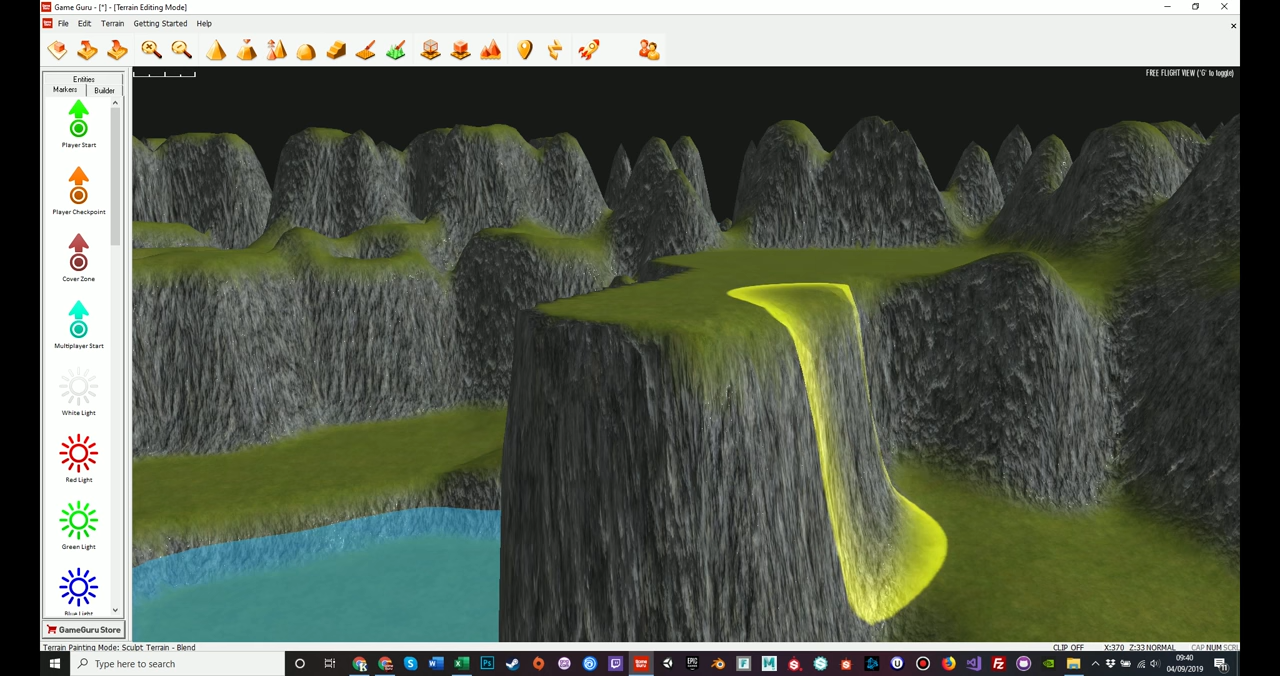 Game Guru - [*] - [Terrain Editing Mode]
File Edit Terrain Getting Started Help
FREE FLIGHT VIEW ('G' to toggle)
Entities
Markers Builder
Player Start
Player Checkpoint
Cover Zone
Multiplayer Start
White Light
Red Light
Green Light
Blue Light
GameGuru Store
Terrain Painting Mode: Sculpt Terrain - Blend
CLIP OFF X:370 Z:33 NORMAL CAP NUM SCRL
Type here to search
09:40
04/09/2019